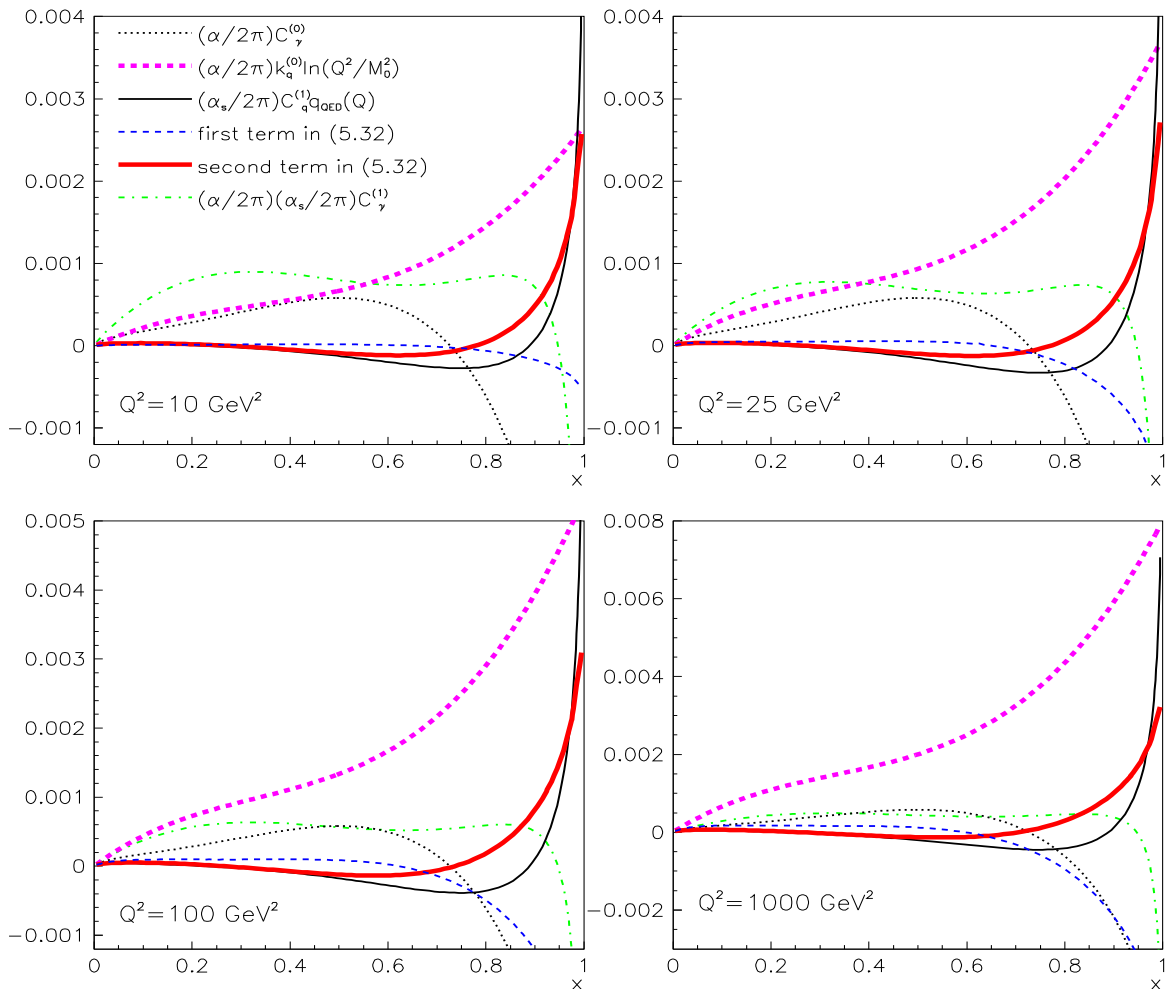 0.004
0.003
0.002
0.001
0
−0.001
(α/2π)C_γ^(0)
(α/2π)k_q^(0)ln(Q²/M₀²)
(αₛ/2π)C_q^(1)q_QED(Q)
first term in (5.32)
second term in (5.32)
(α/2π)(αₛ/2π)C_γ^(1)
Q²=10 GeV²
0 0.2 0.4 0.6 0.8 1
x
0.004
0.003
0.002
0.001
0
−0.001
Q²=25 GeV²
0 0.2 0.4 0.6 0.8 1
x
0.005
0.004
0.003
0.002
0.001
0
−0.001
Q²=100 GeV²
0 0.2 0.4 0.6 0.8 1
x
0.008
0.006
0.004
0.002
0
−0.002
Q²=1000 GeV²
0 0.2 0.4 0.6 0.8 1
x